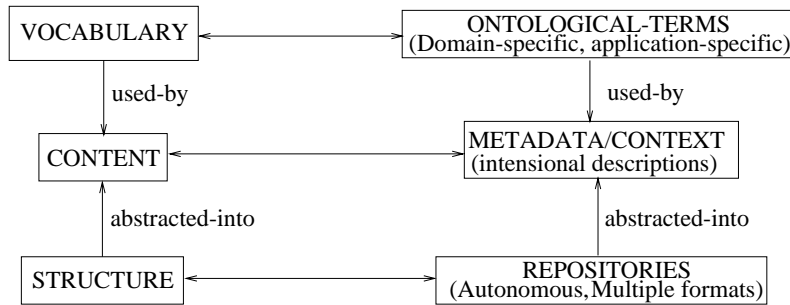 VOCABULARY
ONTOLOGICAL-TERMS
(Domain-specific, application-specific)
used-by
used-by
CONTENT
METADATA/CONTEXT
(intensional descriptions)
abstracted-into
abstracted-into
STRUCTURE
REPOSITORIES
(Autonomous,Multiple formats)